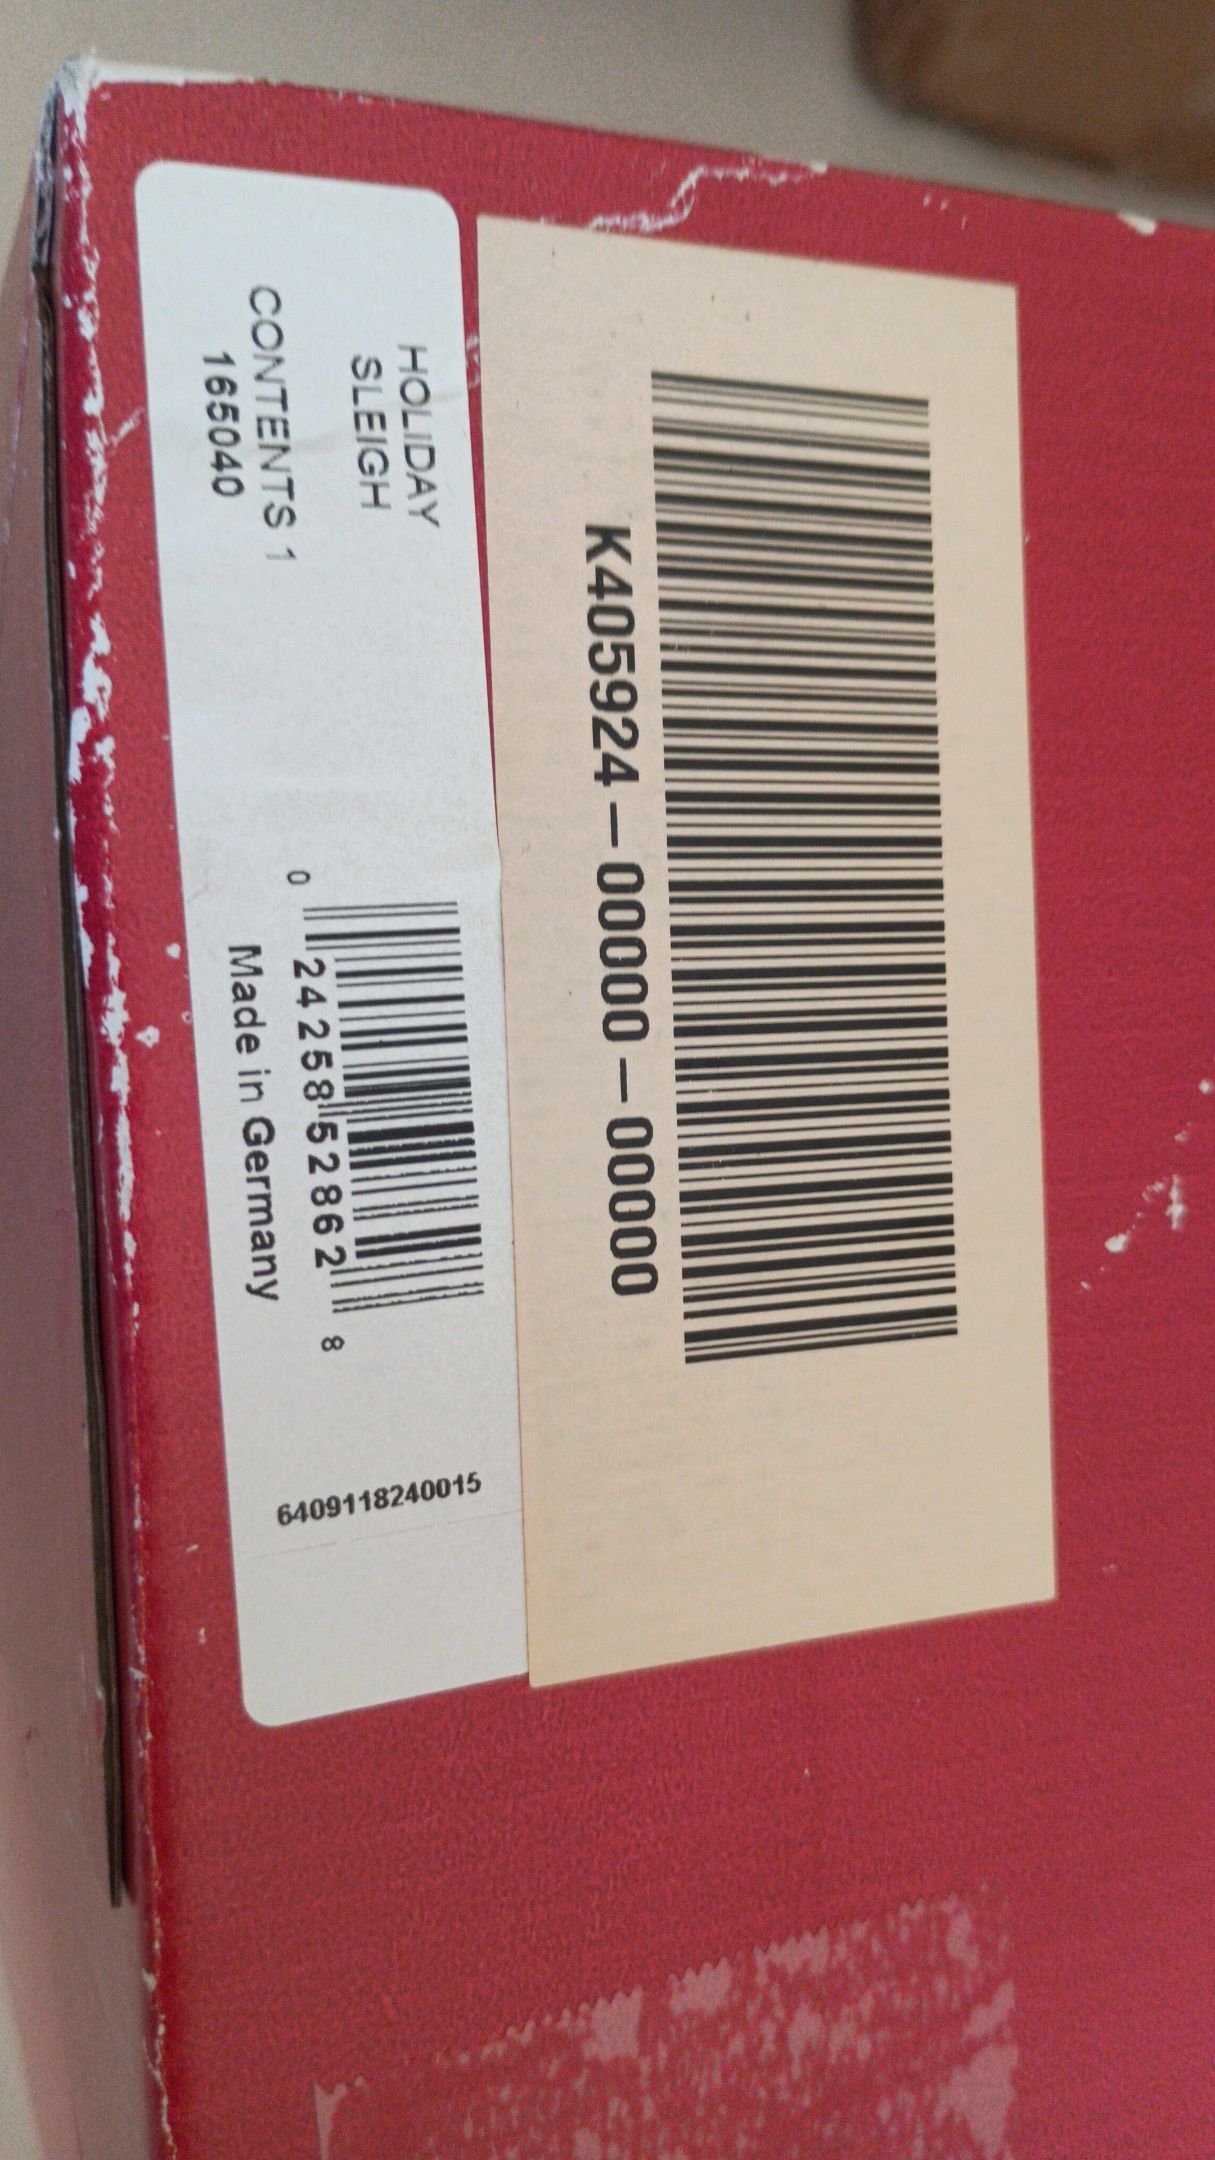 K405924-00000-00000
HOLIDAY
SLEIGH
CONTENTS 1
165040
0 24258 52862 8
Made in Germany
6409118240015